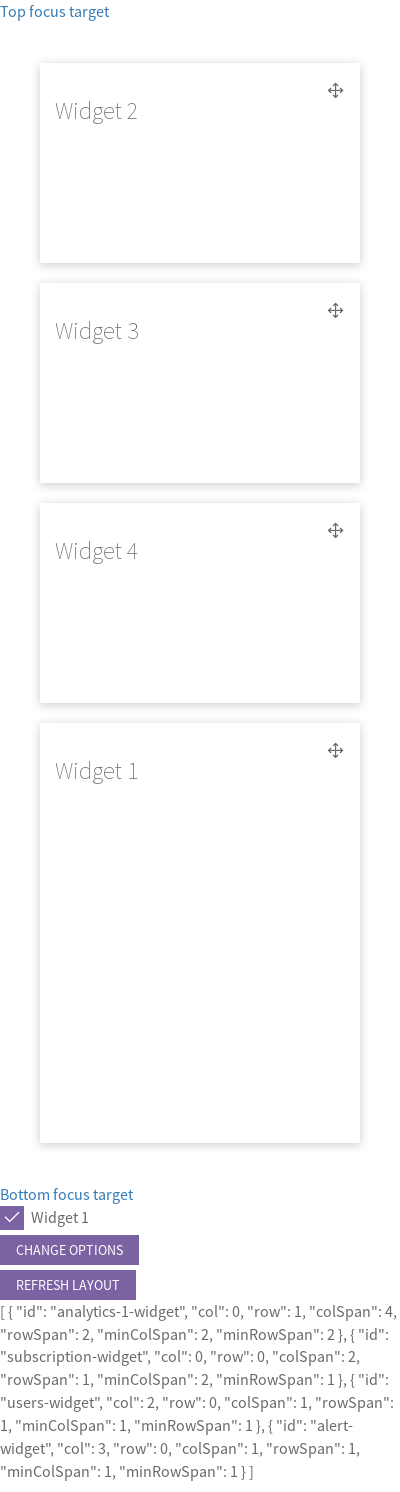 Top focus target
Widget 2
Widget 3
Widget 4
Widget 1
Bottom focus target
Widget 1
CHANGE OPTIONS
REFRESH LAYOUT
[ { "id": "analytics-1-widget", "col": 0, "row": 1, "colSpan": 4,
"rowSpan": 2, "minColSpan": 2, "minRowSpan": 2 }, { "id":
"subscription-widget", "col": 0, "row": 0, "colSpan": 2,
"rowSpan": 1, "minColSpan": 2, "minRowSpan": 1 }, { "id":
"users-widget", "col": 2, "row": 0, "colSpan": 1, "rowSpan":
1, "minColSpan": 1, "minRowSpan": 1 }, { "id": "alert-
widget", "col": 3, "row": 0, "colSpan": 1, "rowSpan": 1,
"minColSpan": 1, "minRowSpan": 1 } ]